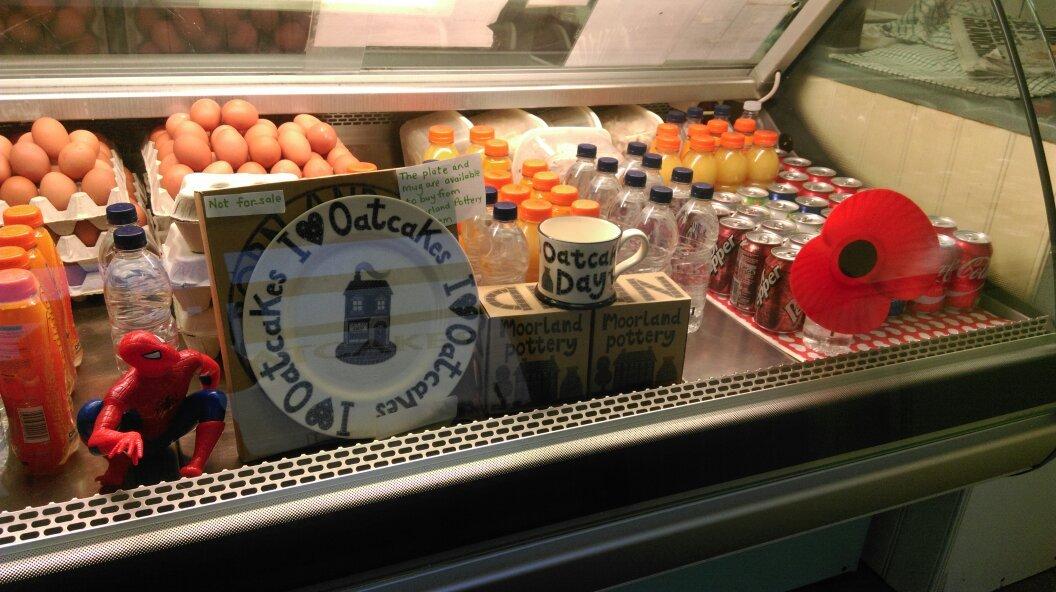 Not for sale
The plate and
mug are available
to buy from
Pottery
I ♥ Oatcakes I ♥ Oatcakes I ♥ Oatcakes
Oatcake
Day
Moorland
pottery
Moorland
pottery